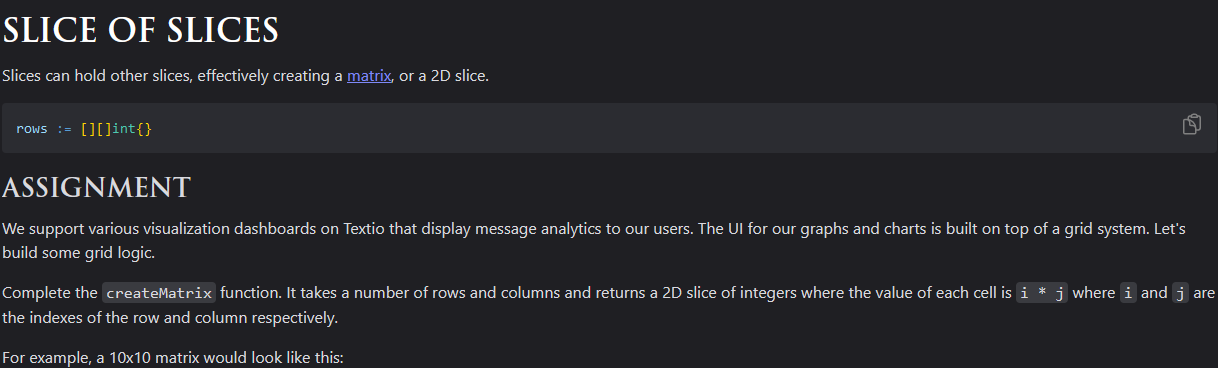 SLICE OF SLICES
Slices can hold other slices, effectively creating a matrix, or a 2D slice.
rows := [][]int{}
ASSIGNMENT
We support various visualization dashboards on Textio that display message analytics to our users. The UI for our graphs and charts is built on top of a grid system. Let's
build some grid logic.
Complete the createMatrix function. It takes a number of rows and columns and returns a 2D slice of integers where the value of each cell is i * j where i and j are
the indexes of the row and column respectively.
For example, a 10x10 matrix would look like this: